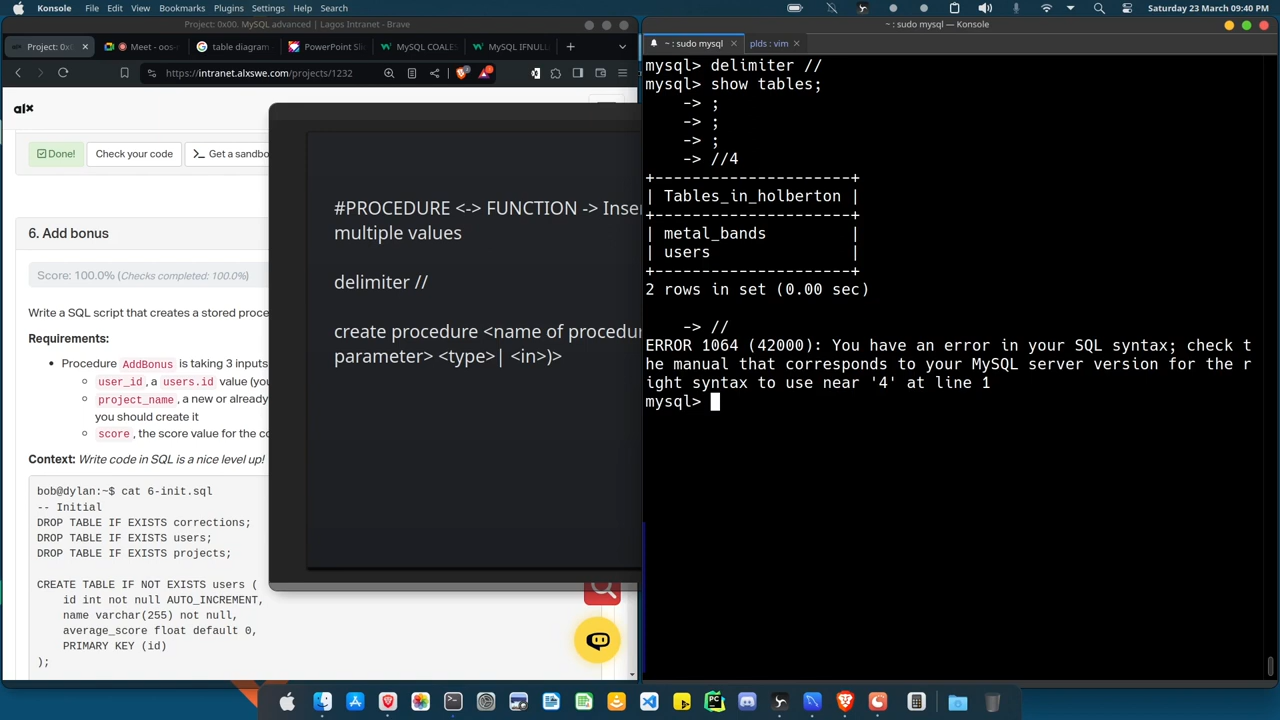 Konsole File Edit View Bookmarks Plugins Settings Help Search Saturday 23 March 09:40 PM
Project: 0x00. MySQL advanced | Lagos Intranet - Brave
Project: 0x0
Meet - oos-
table diagram
PowerPoint Sli
MySQL COALES
MySQL IFNULL
https://intranet.alxswe.com/projects/1232
alx
Done! Check your code Get a sandbo
6. Add bonus
Score: 100.0% (Checks completed: 100.0%)
Write a SQL script that creates a stored proce
Requirements:
Procedure AddBonus is taking 3 inputs
user_id, a users.id value (you
project_name, a new or already
you should create it
score, the score value for the co
Context: Write code in SQL is a nice level up!
bob@dylan:~$ cat 6-init.sql
-- Initial
DROP TABLE IF EXISTS corrections;
DROP TABLE IF EXISTS users;
DROP TABLE IF EXISTS projects;
CREATE TABLE IF NOT EXISTS users (
id int not null AUTO_INCREMENT,
name varchar(255) not null,
average_score float default 0,
PRIMARY KEY (id)
);
#PROCEDURE <-> FUNCTION -> Inser
multiple values
delimiter //
create procedure <name of procedur
parameter> <type>| <in>)>
~ : sudo mysql — Konsole
~ : sudo mysql
plds : vim
mysql> delimiter //
mysql> show tables;
-> ;
-> ;
-> ;
-> //4
+---------------------+
| Tables_in_holberton |
+---------------------+
| metal_bands |
| users |
+---------------------+
2 rows in set (0.00 sec)
-> //
ERROR 1064 (42000): You have an error in your SQL syntax; check t
he manual that corresponds to your MySQL server version for the r
ight syntax to use near '4' at line 1
mysql>